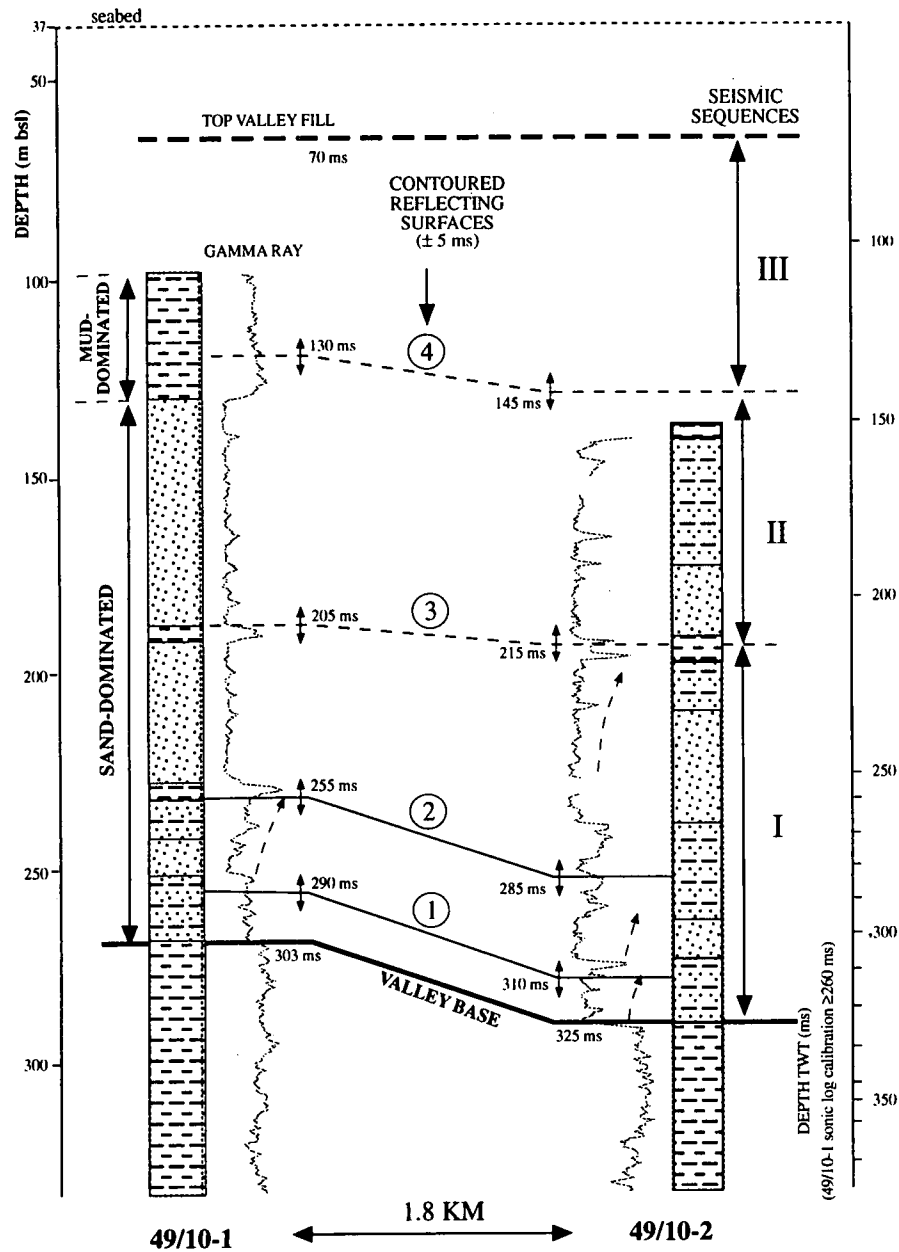 seabed
37
50
SEISMIC
SEQUENCES
TOP VALLEY FILL
70 ms
DEPTH (m bsl)
CONTOURED
REFLECTING
SURFACES
(± 5 ms)
GAMMA RAY
100
100
III
MUD-
DOMINATED
130 ms
4
145 ms
150
150
II
SAND-DOMINATED
205 ms
3
215 ms
200
200
255 ms
2
285 ms
250
250
I
290 ms
1
310 ms
300
303 ms
VALLEY BASE
325 ms
300
350
DEPTH TWT (ms)
(49/10-1 sonic log calibration ≥260 ms)
1.8 KM
49/10-1
49/10-2